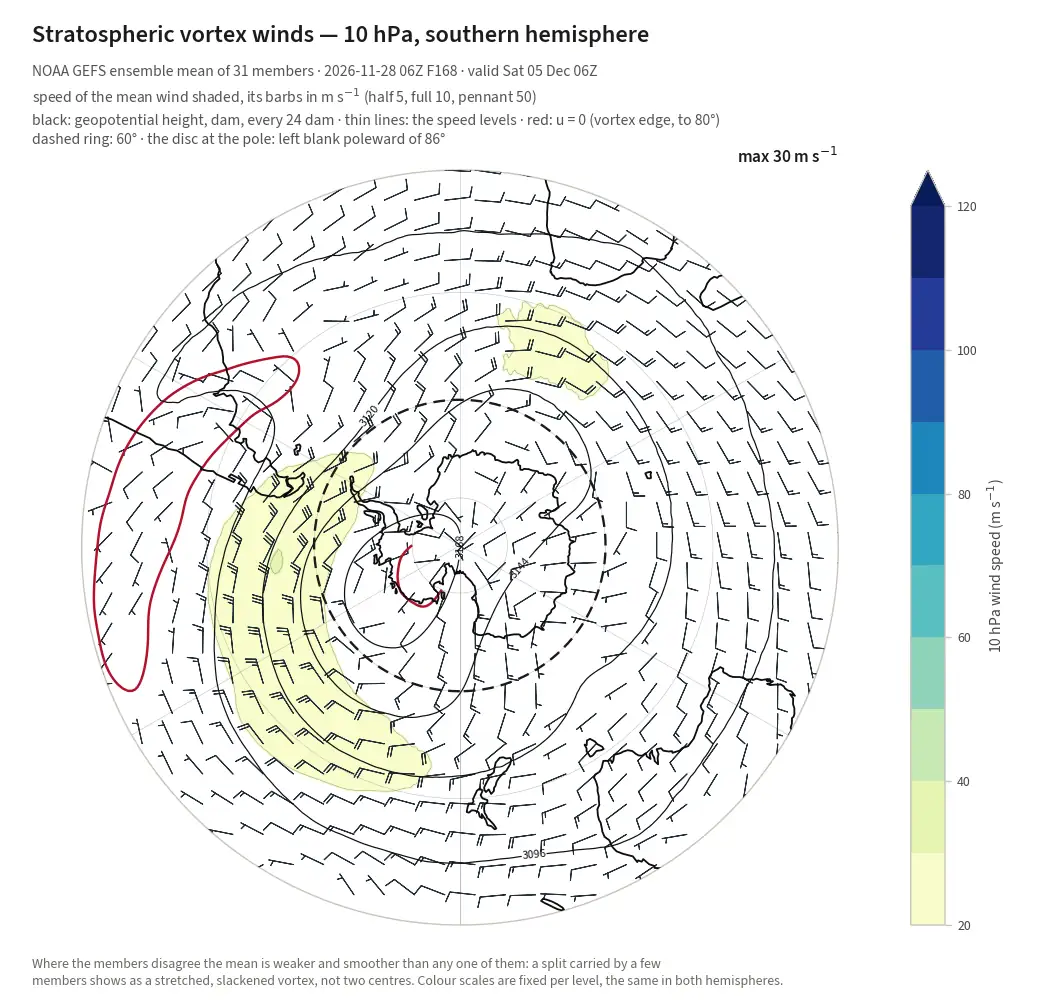 Stratospheric vortex winds — 10 hPa, southern hemisphere
NOAA GEFS ensemble mean of 31 members · 2026-11-28 06Z F168 · valid Sat 05 Dec 06Z
speed of the mean wind shaded, its barbs in m s⁻¹ (half 5, full 10, pennant 50)
black: geopotential height, dam, every 24 dam · thin lines: the speed levels · red: u = 0 (vortex edge, to 80°)
dashed ring: 60° · the disc at the pole: left blank poleward of 86°
max 30 m s⁻¹
120
100
80
60
40
20
10 hPa wind speed (m s⁻¹)
3120
3168
3144
3096
Where the members disagree the mean is weaker and smoother than any one of them: a split carried by a few
members shows as a stretched, slackened vortex, not two centres. Colour scales are fixed per level, the same in both hemispheres.